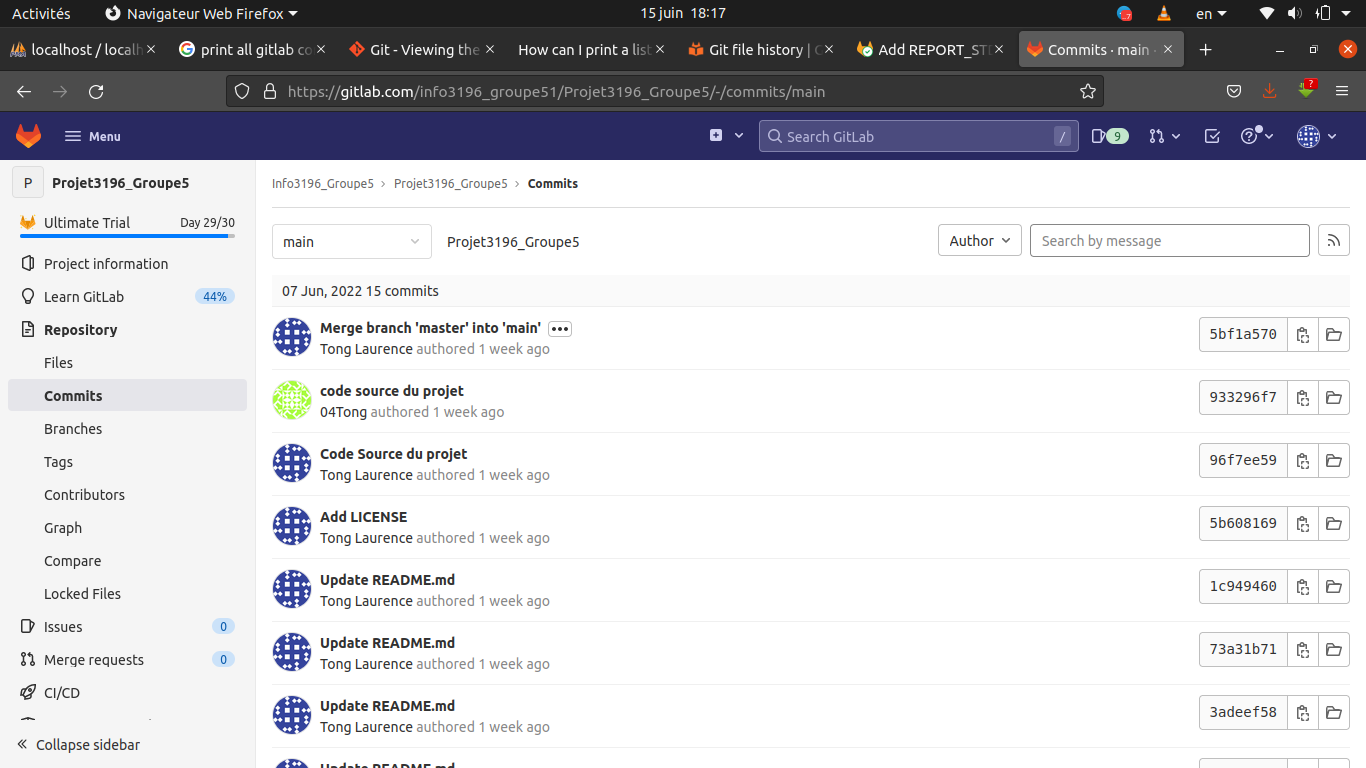 Activités Navigateur Web Firefox 15 juin 18:17 en
localhost / localh print all gitlab co Git - Viewing the How can I print a list Git file history | C Add REPORT_STD Commits · main ·
https://gitlab.com/info3196_groupe51/Projet3196_Groupe5/-/commits/main
Menu Search GitLab / 9
P Projet3196_Groupe5
Ultimate Trial Day 29/30
Project information
Learn GitLab 44%
Repository
Files
Commits
Branches
Tags
Contributors
Graph
Compare
Locked Files
Issues 0
Merge requests 0
CI/CD
Collapse sidebar
Info3196_Groupe5 › Projet3196_Groupe5 › Commits
main Projet3196_Groupe5 Author Search by message
07 Jun, 2022 15 commits
Merge branch 'master' into 'main' 5bf1a570
Tong Laurence authored 1 week ago
code source du projet 933296f7
04Tong authored 1 week ago
Code Source du projet 96f7ee59
Tong Laurence authored 1 week ago
Add LICENSE 5b608169
Tong Laurence authored 1 week ago
Update README.md 1c949460
Tong Laurence authored 1 week ago
Update README.md 73a31b71
Tong Laurence authored 1 week ago
Update README.md 3adeef58
Tong Laurence authored 1 week ago
Update README.md